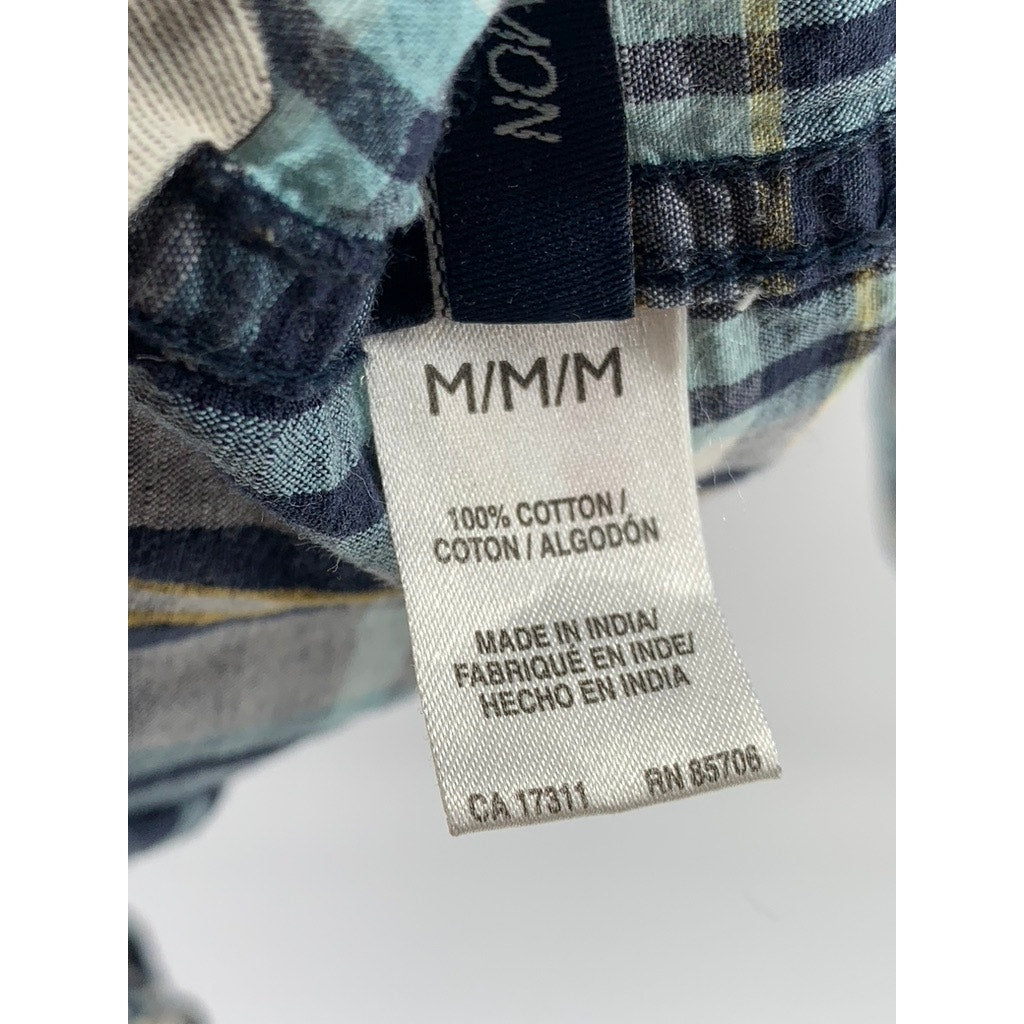 M/M/M
100% COTTON /
COTON / ALGODÓN
MADE IN INDIA/
FABRIQUÉ EN INDE/
HECHO EN INDIA
CA 17311 RN 85706